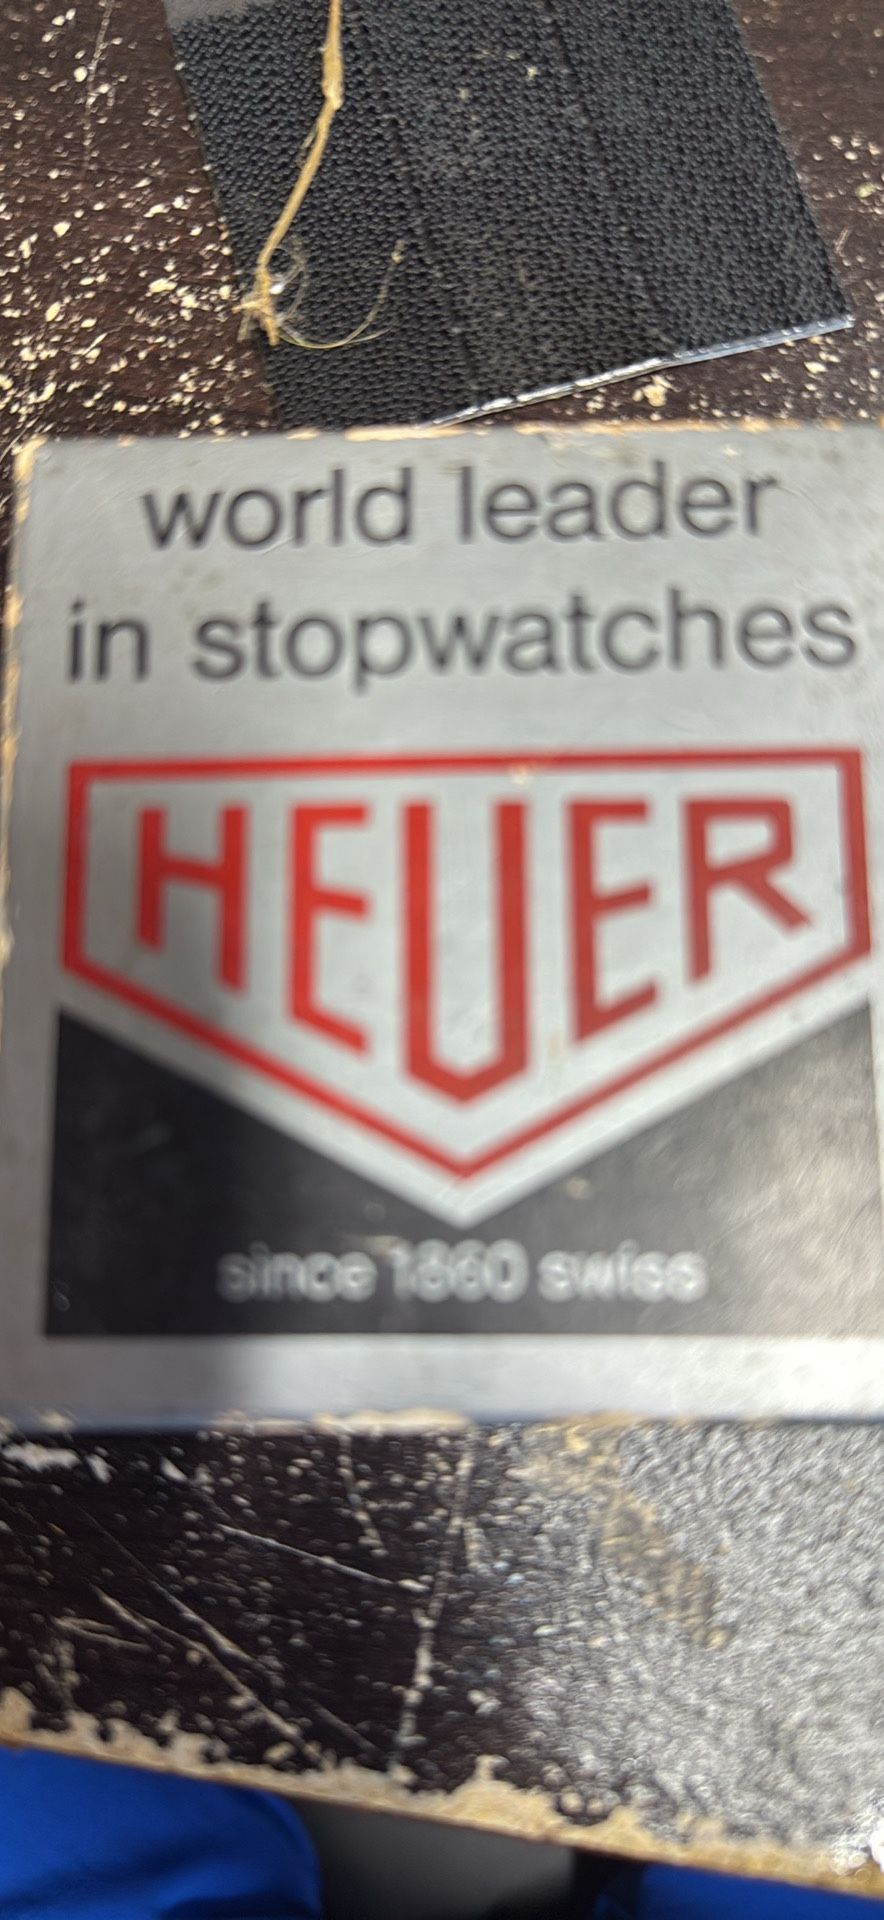 world leader
in stopwatches
HEUER
since 1860 swiss